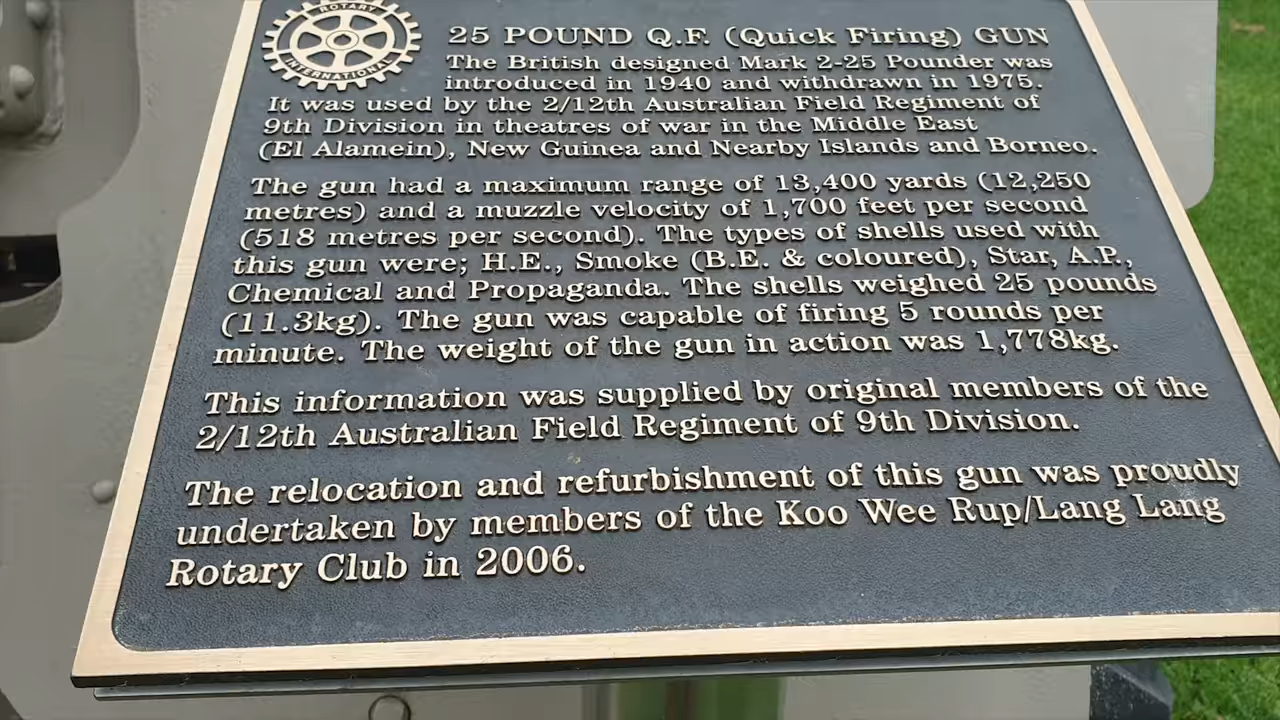 ROTARY
INTERNATIONAL
25 POUND Q.F. (Quick Firing) GUN
The British designed Mark 2-25 Pounder was
introduced in 1940 and withdrawn in 1975.
It was used by the 2/12th Australian Field Regiment of
9th Division in theatres of war in the Middle East
(El Alamein), New Guinea and Nearby Islands and Borneo.
The gun had a maximum range of 13,400 yards (12,250
metres) and a muzzle velocity of 1,700 feet per second
(518 metres per second). The types of shells used with
this gun were; H.E., Smoke (B.E. & coloured), Star, A.P.,
Chemical and Propaganda. The shells weighed 25 pounds
(11.3kg). The gun was capable of firing 5 rounds per
minute. The weight of the gun in action was 1,778kg.
This information was supplied by original members of the
2/12th Australian Field Regiment of 9th Division.
The relocation and refurbishment of this gun was proudly
undertaken by members of the Koo Wee Rup/Lang Lang
Rotary Club in 2006.